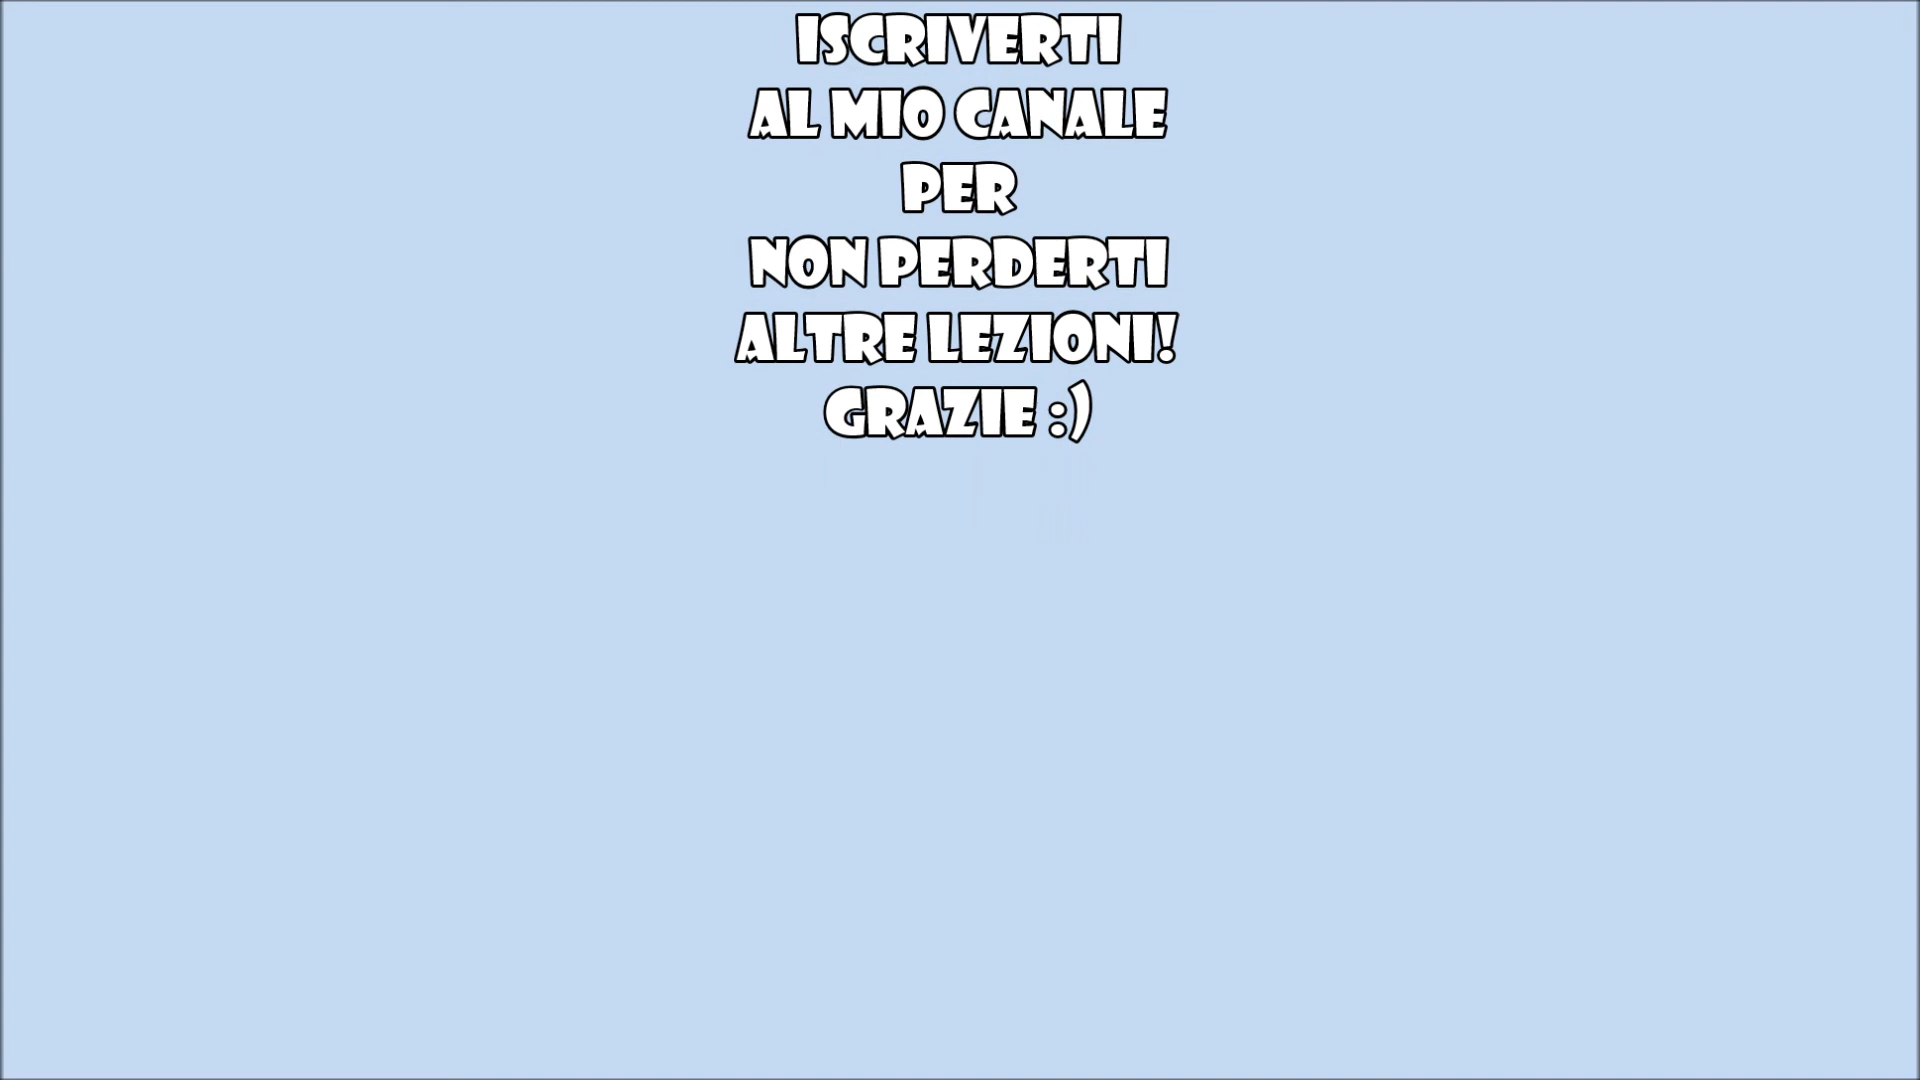 ISCRIVERTI
AL MIO CANALE
PER
NON PERDERTI
ALTRE LEZIONI!
GRAZIE :)